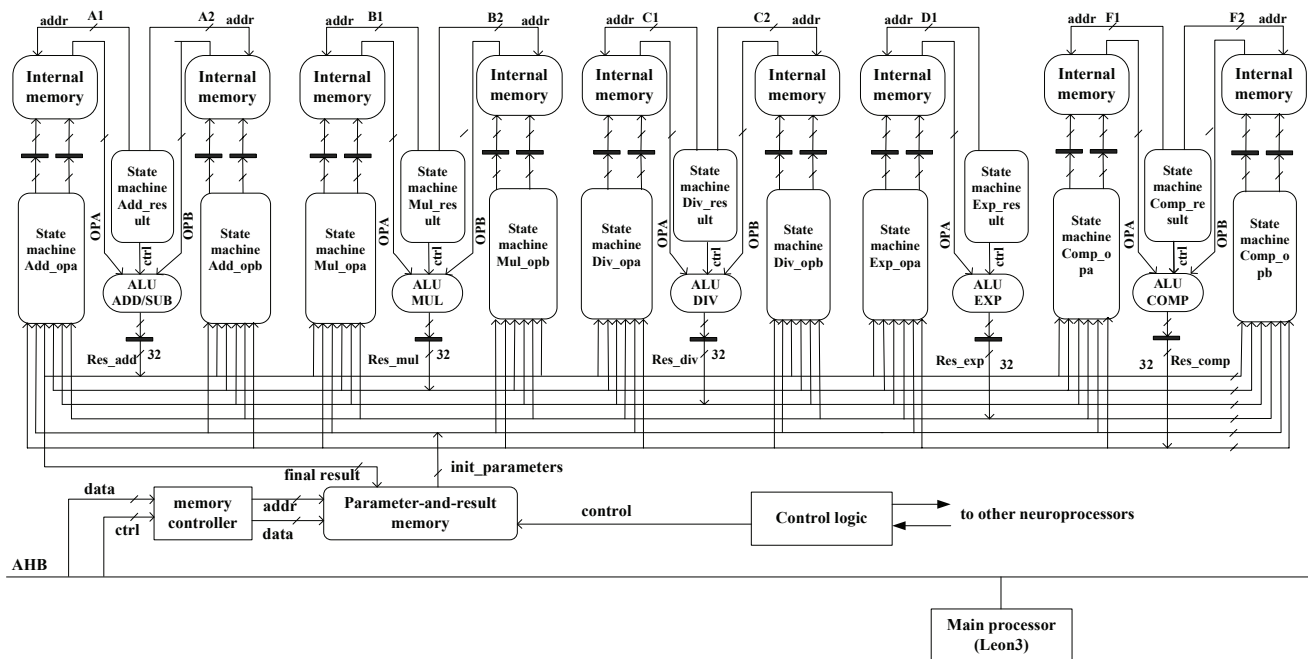 addr A1 A2 addr B1 B2 addr addr C1 C2 addr addr D1 addr F1 F2 addr
Internal memory
Internal memory
Internal memory
Internal memory
Internal memory
Internal memory
Internal memory
Internal memory
Internal memory
State machine Add_opa
OPA
State machine Add_res ult
ctrl
OPB
State machine Add_opb
ALU ADD/SUB
State machine Mul_opa
OPA
State machine Mul_res ult
ctrl
OPB
State machine Mul_opb
ALU MUL
State machine Div_opa
OPA
State machine Div_res ult
ctrl
OPB
State machine Div_opb
ALU DIV
State machine Exp_opa
OPA
State machine Exp_res ult
ctrl
ALU EXP
State machine Comp_o pa
OPA
State machine Comp_re sult
ctrl
OPB
State machine Comp_o pb
ALU COMP
Res_add 32
Res_mul 32
Res_div 32
Res_exp 32
32 Res_comp
final result
init_parameters
data
ctrl
memory
controller
addr
data
Parameter-and-result
memory
control
Control logic
to other neuroprocessors
AHB
Main processor
(Leon3)